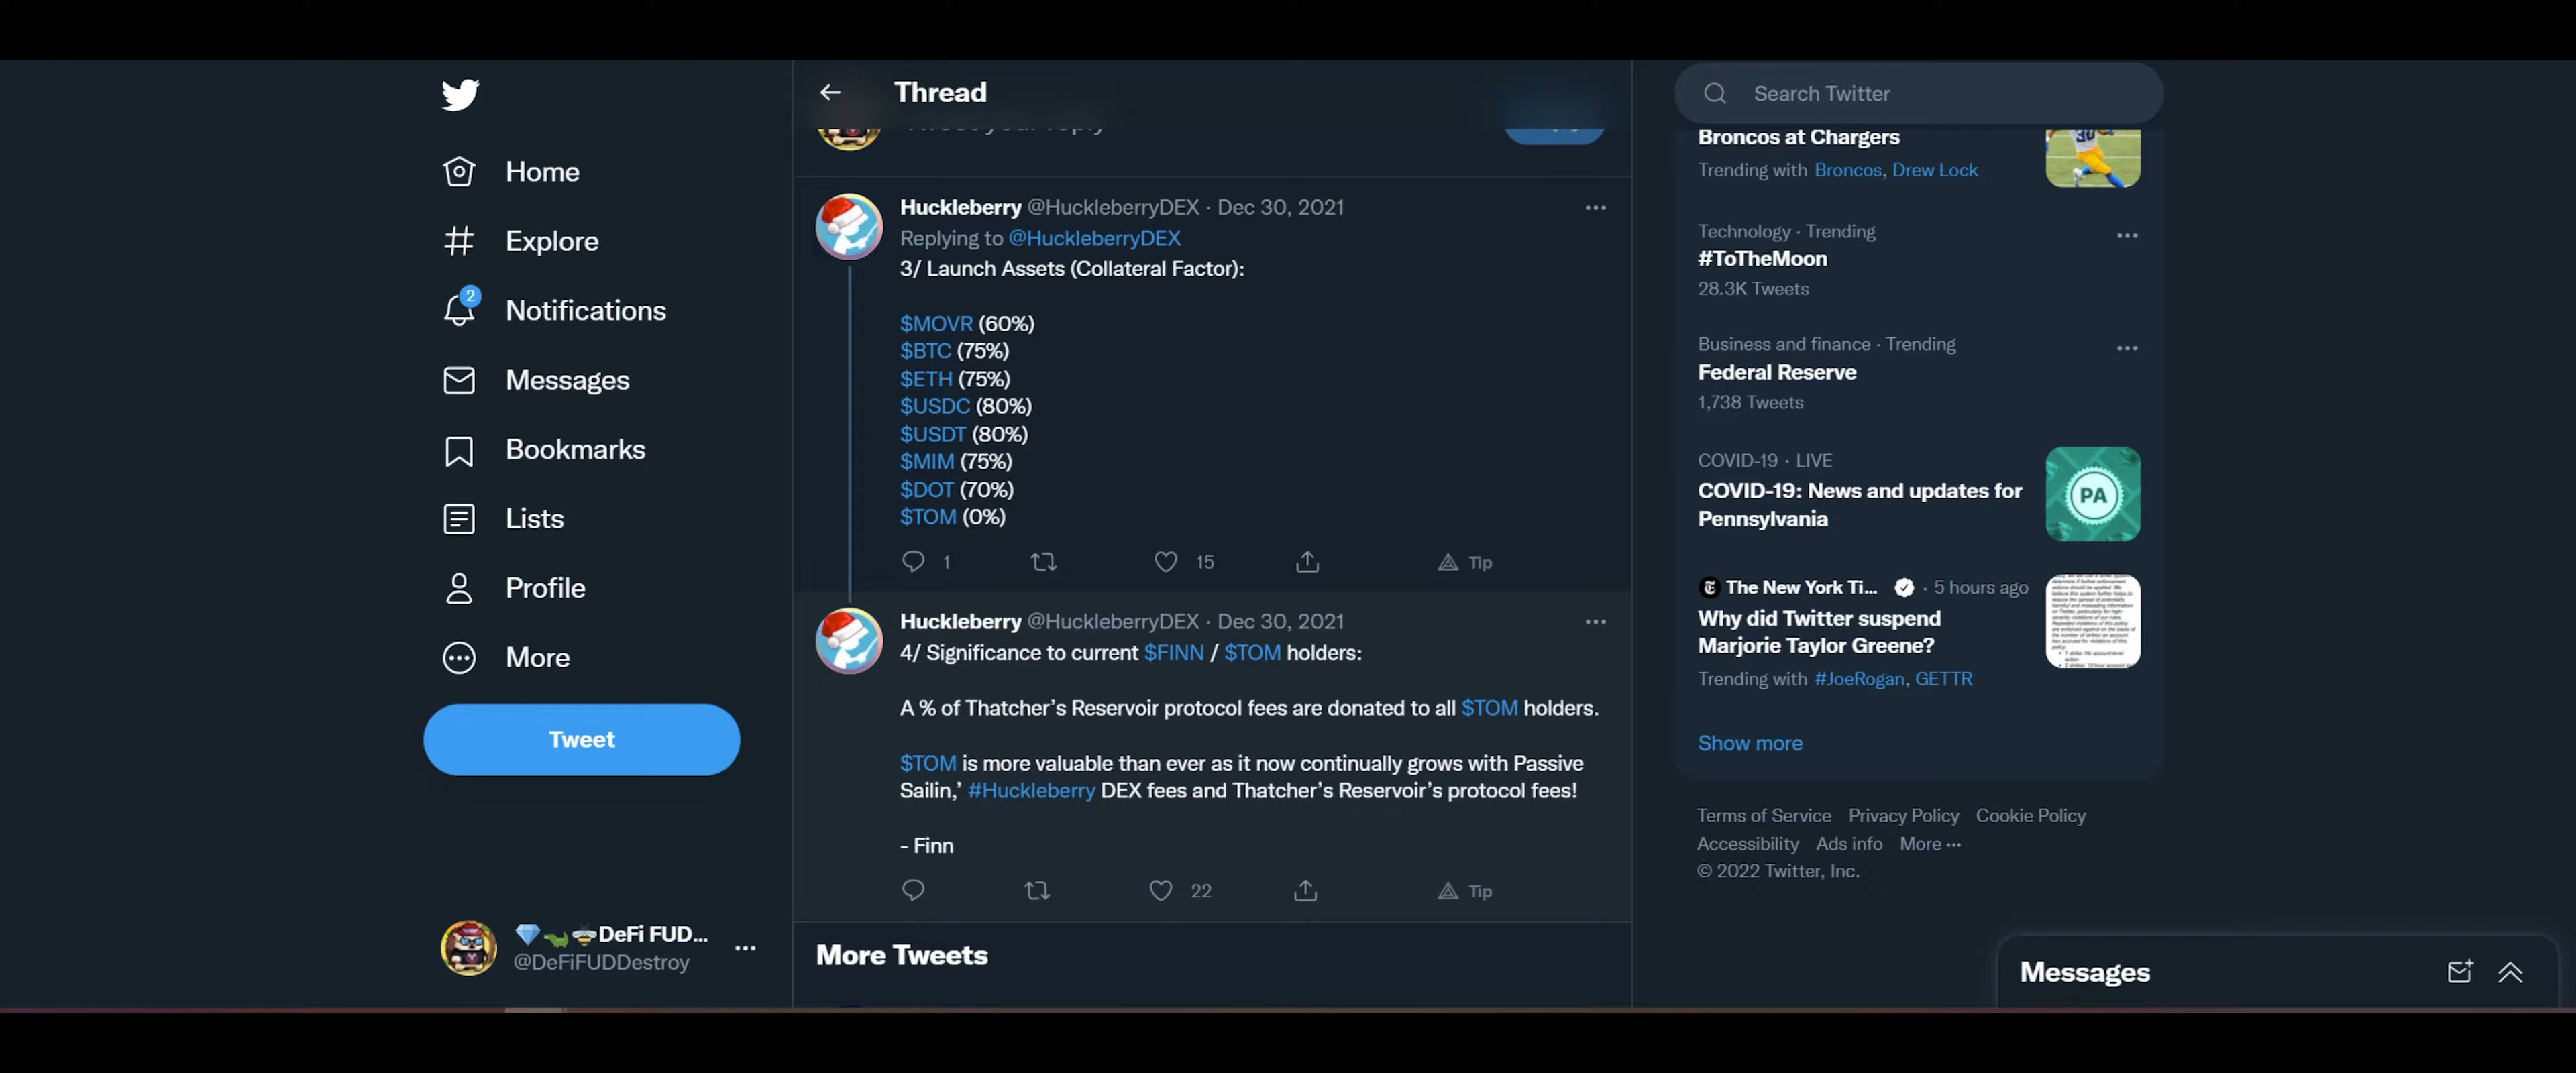 Home
Explore
2
Notifications
Messages
Bookmarks
Lists
Profile
More
Tweet
💎🐊🐝DeFi FUD...
@DeFiFUDDestroy
Thread
Tweet your reply
Huckleberry @HuckleberryDEX · Dec 30, 2021
Replying to @HuckleberryDEX
3/ Launch Assets (Collateral Factor):
$MOVR (60%)
$BTC (75%)
$ETH (75%)
$USDC (80%)
$USDT (80%)
$MIM (75%)
$DOT (70%)
$TOM (0%)
1 15 Tip
Huckleberry @HuckleberryDEX · Dec 30, 2021
4/ Significance to current $FINN / $TOM holders:
A % of Thatcher’s Reservoir protocol fees are donated to all $TOM holders.
$TOM is more valuable than ever as it now continually grows with Passive
Sailin,’ #Huckleberry DEX fees and Thatcher’s Reservoir’s protocol fees!
- Finn
22 Tip
More Tweets
Search Twitter
Broncos at Chargers
Trending with Broncos, Drew Lock
30
Technology · Trending
#ToTheMoon
28.3K Tweets
Business and finance · Trending
Federal Reserve
1,738 Tweets
COVID-19 · LIVE
COVID-19: News and updates for
Pennsylvania
PA
The New York Ti... · 5 hours ago
Why did Twitter suspend
Marjorie Taylor Greene?
Trending with #JoeRogan, GETTR
Show more
Terms of Service Privacy Policy Cookie Policy
Accessibility Ads info More ···
© 2022 Twitter, Inc.
Messages